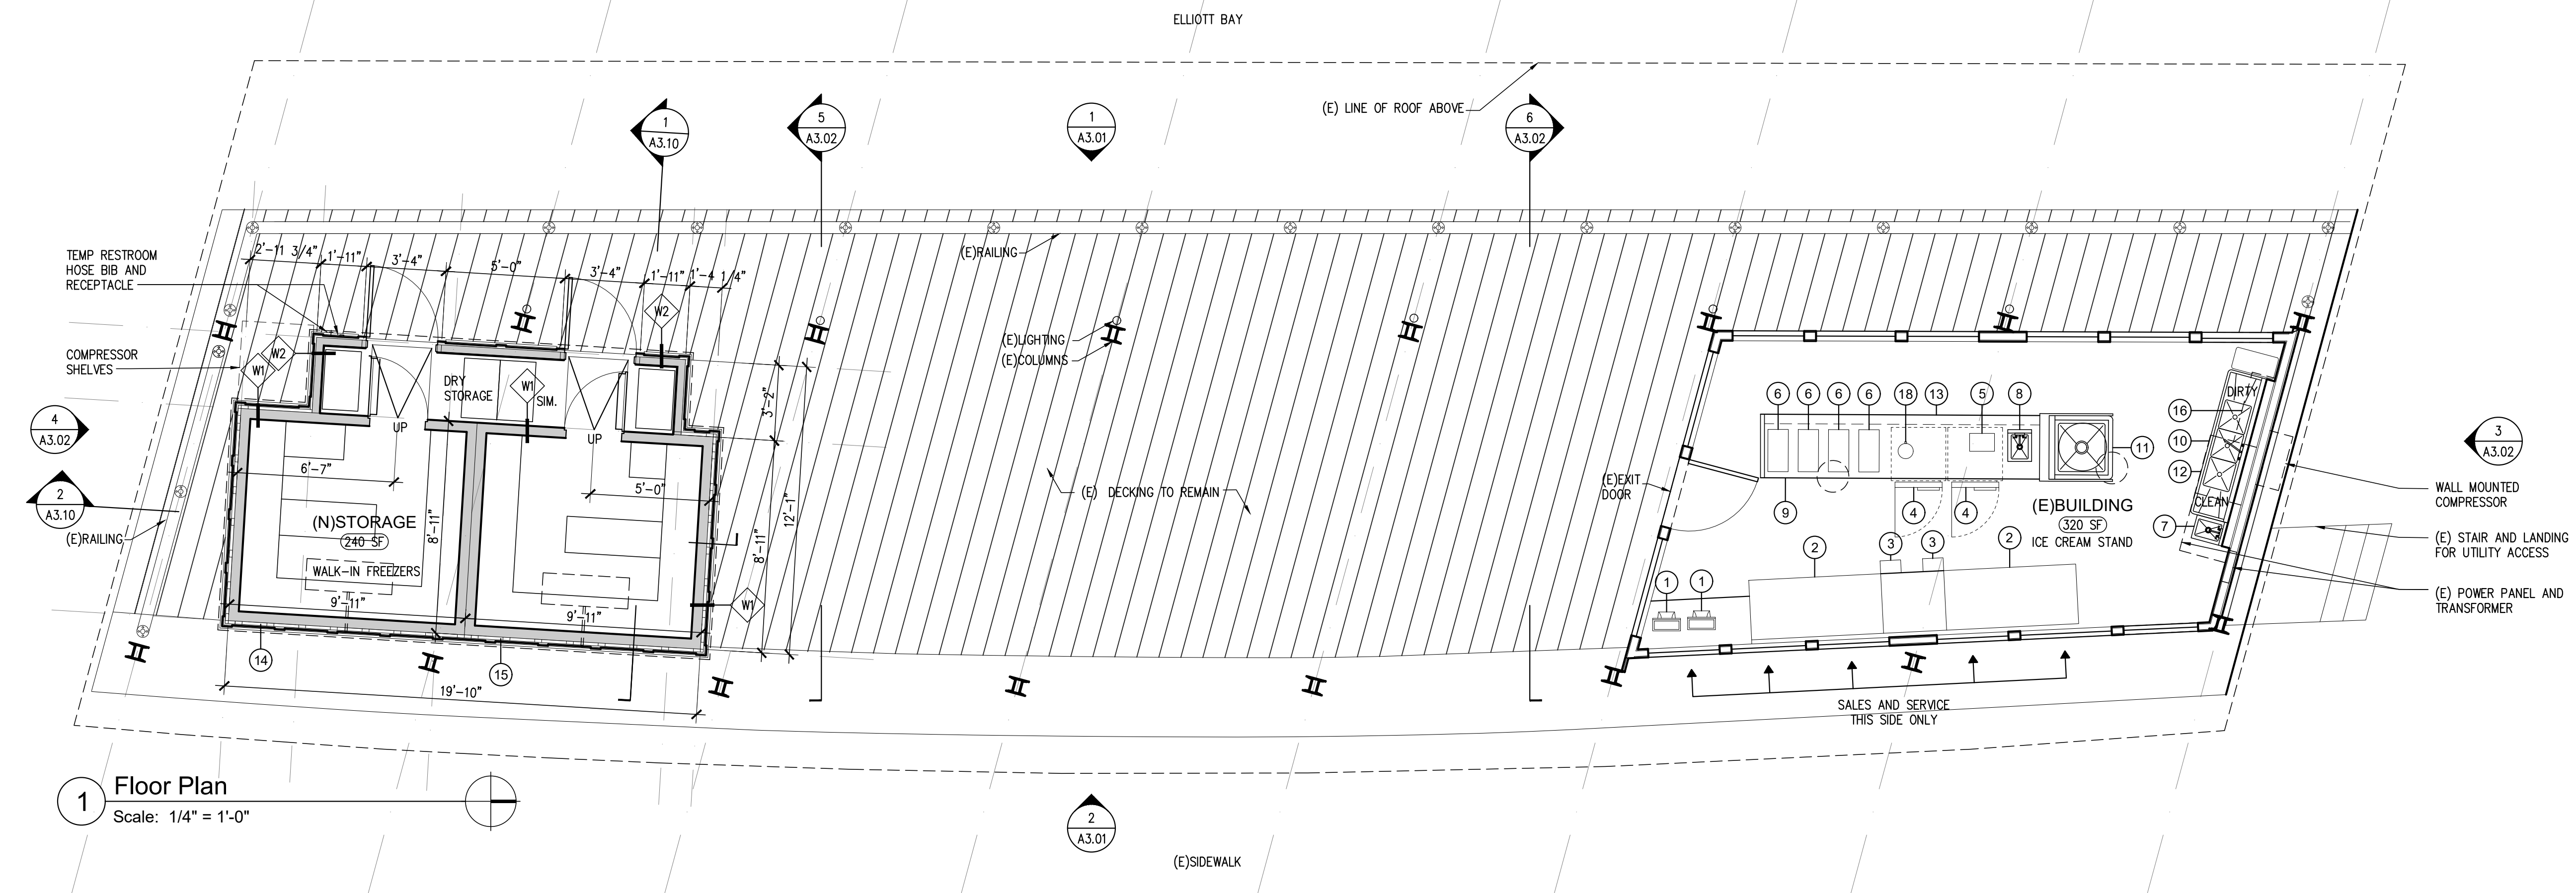 ELLIOTT BAY
(E) LINE OF ROOF ABOVE
1
A3.10
5
A3.02
1
A3.01
6
A3.02
TEMP RESTROOM
HOSE BIB AND
RECEPTACLE
2'-11 3/4"
1'-11"
3'-4"
5'-0"
3'-4"
1'-11"
1'-4 1/4"
(E)RAILING
W2
COMPRESSOR
SHELVES
W2
W1
(E)LIGHTING
(E)COLUMNS
DRY
STORAGE
W1
SIM.
3'-2"
4
A3.02
UP
UP
6'-7"
5'-0"
2
A3.10
(E)RAILING
(N)STORAGE
240 SF
8'-11"
WALK-IN FREEZERS
9'-11"
9'-11"
8'-11"
12'-1"
W1
14
15
19'-10"
(E) DECKING TO REMAIN
(E)EXIT
DOOR
6
6
6
6
18
13
5
8
11
9
4
4
(E)BUILDING
320 SF
ICE CREAM STAND
2
3
3
2
1
1
DIRTY
16
10
12
CLEAN
7
3
A3.02
WALL MOUNTED
COMPRESSOR
(E) STAIR AND LANDING
FOR UTILITY ACCESS
(E) POWER PANEL AND
TRANSFORMER
SALES AND SERVICE
THIS SIDE ONLY
1
Floor Plan
Scale: 1/4" = 1'-0"
2
A3.01
(E)SIDEWALK